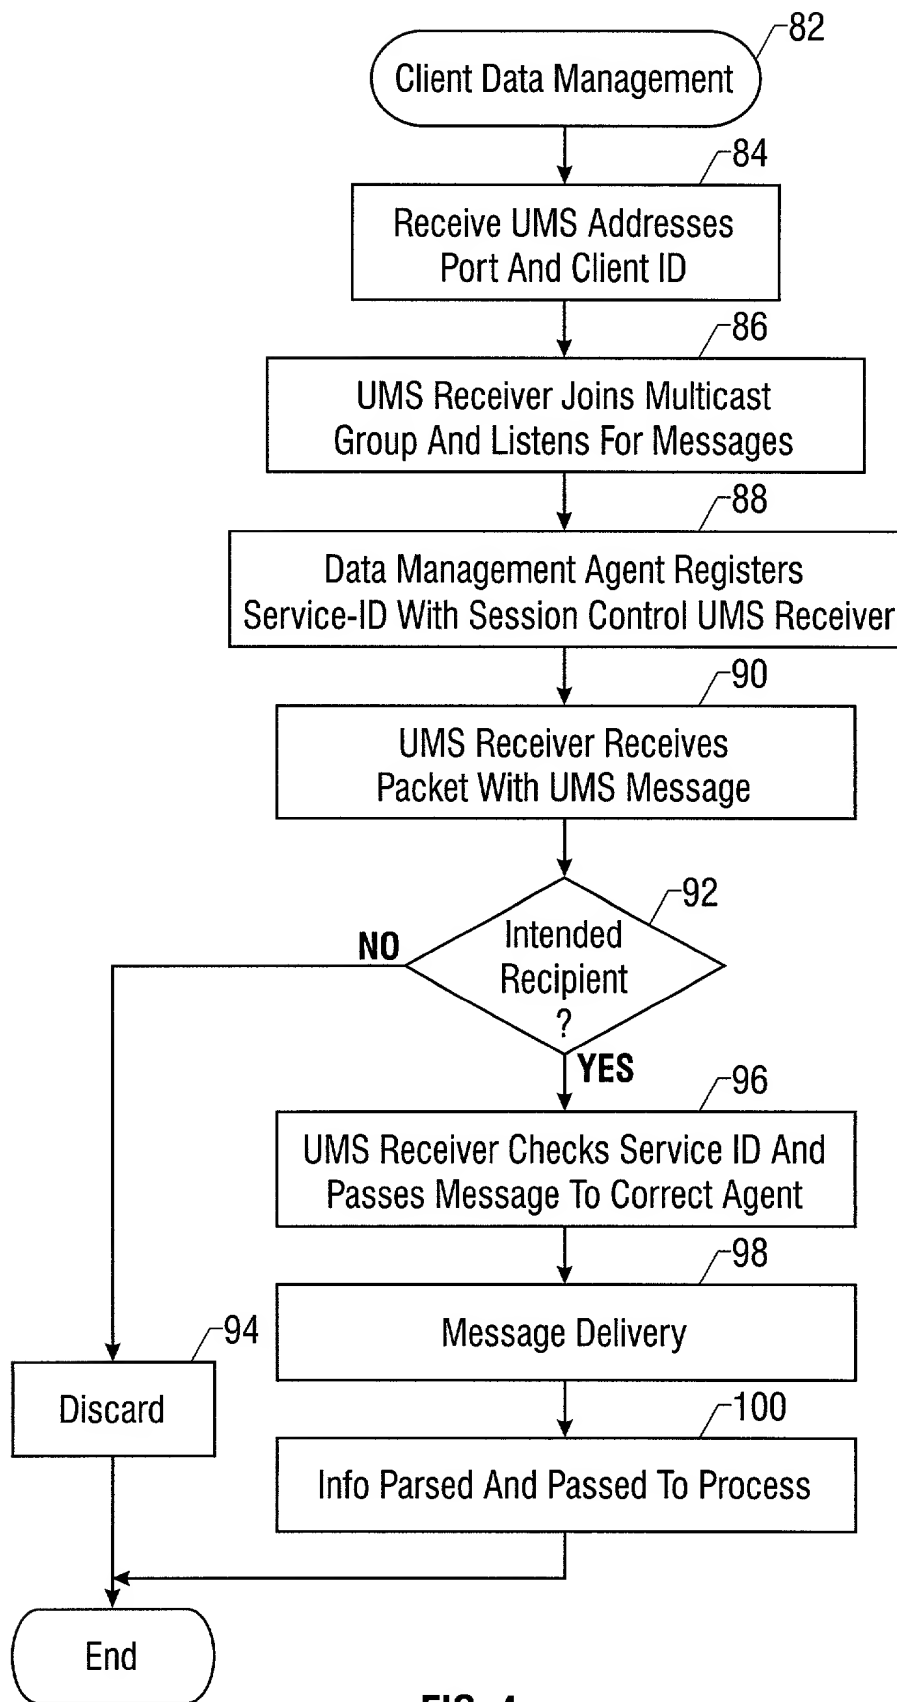 82
Client Data Management
84
Receive UMS Addresses
Port And Client ID
86
UMS Receiver Joins Multicast
Group And Listens For Messages
88
Data Management Agent Registers
Service-ID With Session Control UMS Receiver
90
UMS Receiver Receives
Packet With UMS Message
92
Intended
Recipient
?
NO
YES
96
UMS Receiver Checks Service ID And
Passes Message To Correct Agent
98
Message Delivery
94
Discard
100
Info Parsed And Passed To Process
End